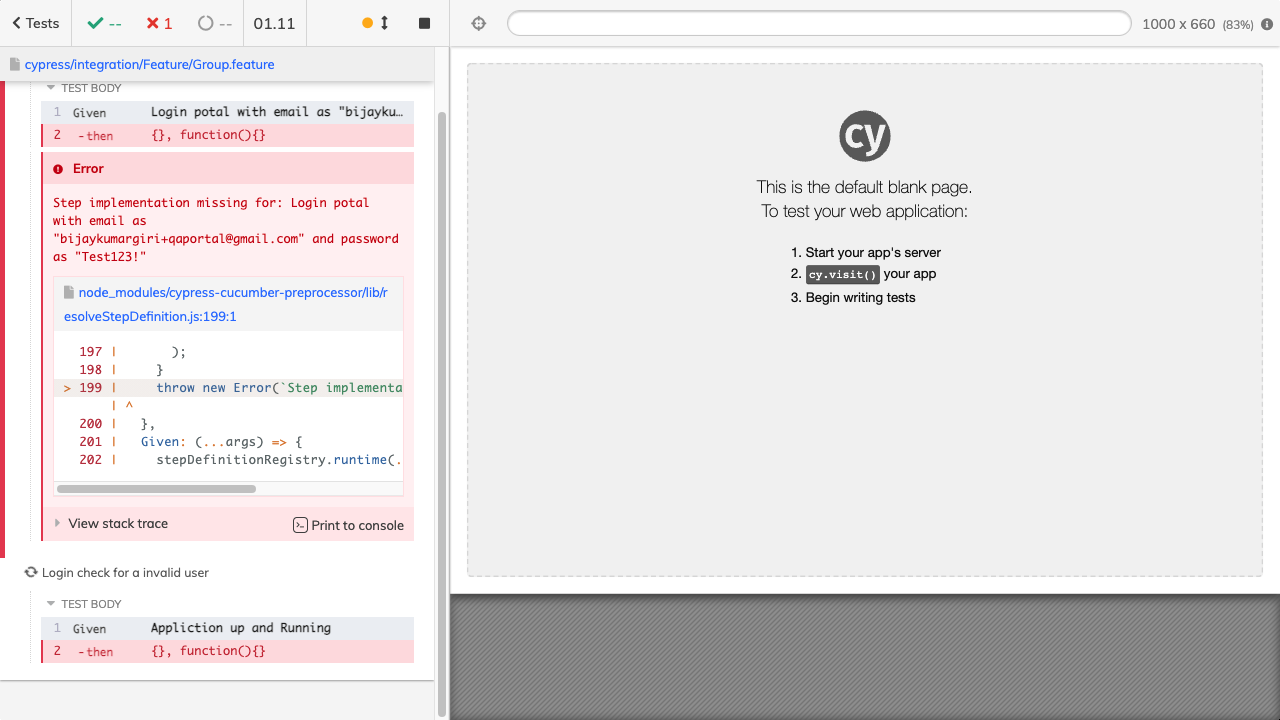 Tests -- 1 -- 01.11 1000 x 660 (83%)
cypress/integration/Feature/Group.feature
TEST BODY
1 Given Login potal with email as "bijayku…
2 -then {}, function(){}
Error
Step implementation missing for: Login potal
with email as
"bijaykumargiri+qaportal@gmail.com" and password
as "Test123!"
node_modules/cypress-cucumber-preprocessor/lib/r
esolveStepDefinition.js:199:1
197 | );
198 | }
> 199 | throw new Error(`Step implementa
| ^
200 | },
201 | Given: (...args) => {
202 | stepDefinitionRegistry.runtime(.
View stack trace Print to console
Login check for a invalid user
TEST BODY
1 Given Appliction up and Running
2 -then {}, function(){}
cy
This is the default blank page.
To test your web application:
1. Start your app's server
2. cy.visit() your app
3. Begin writing tests